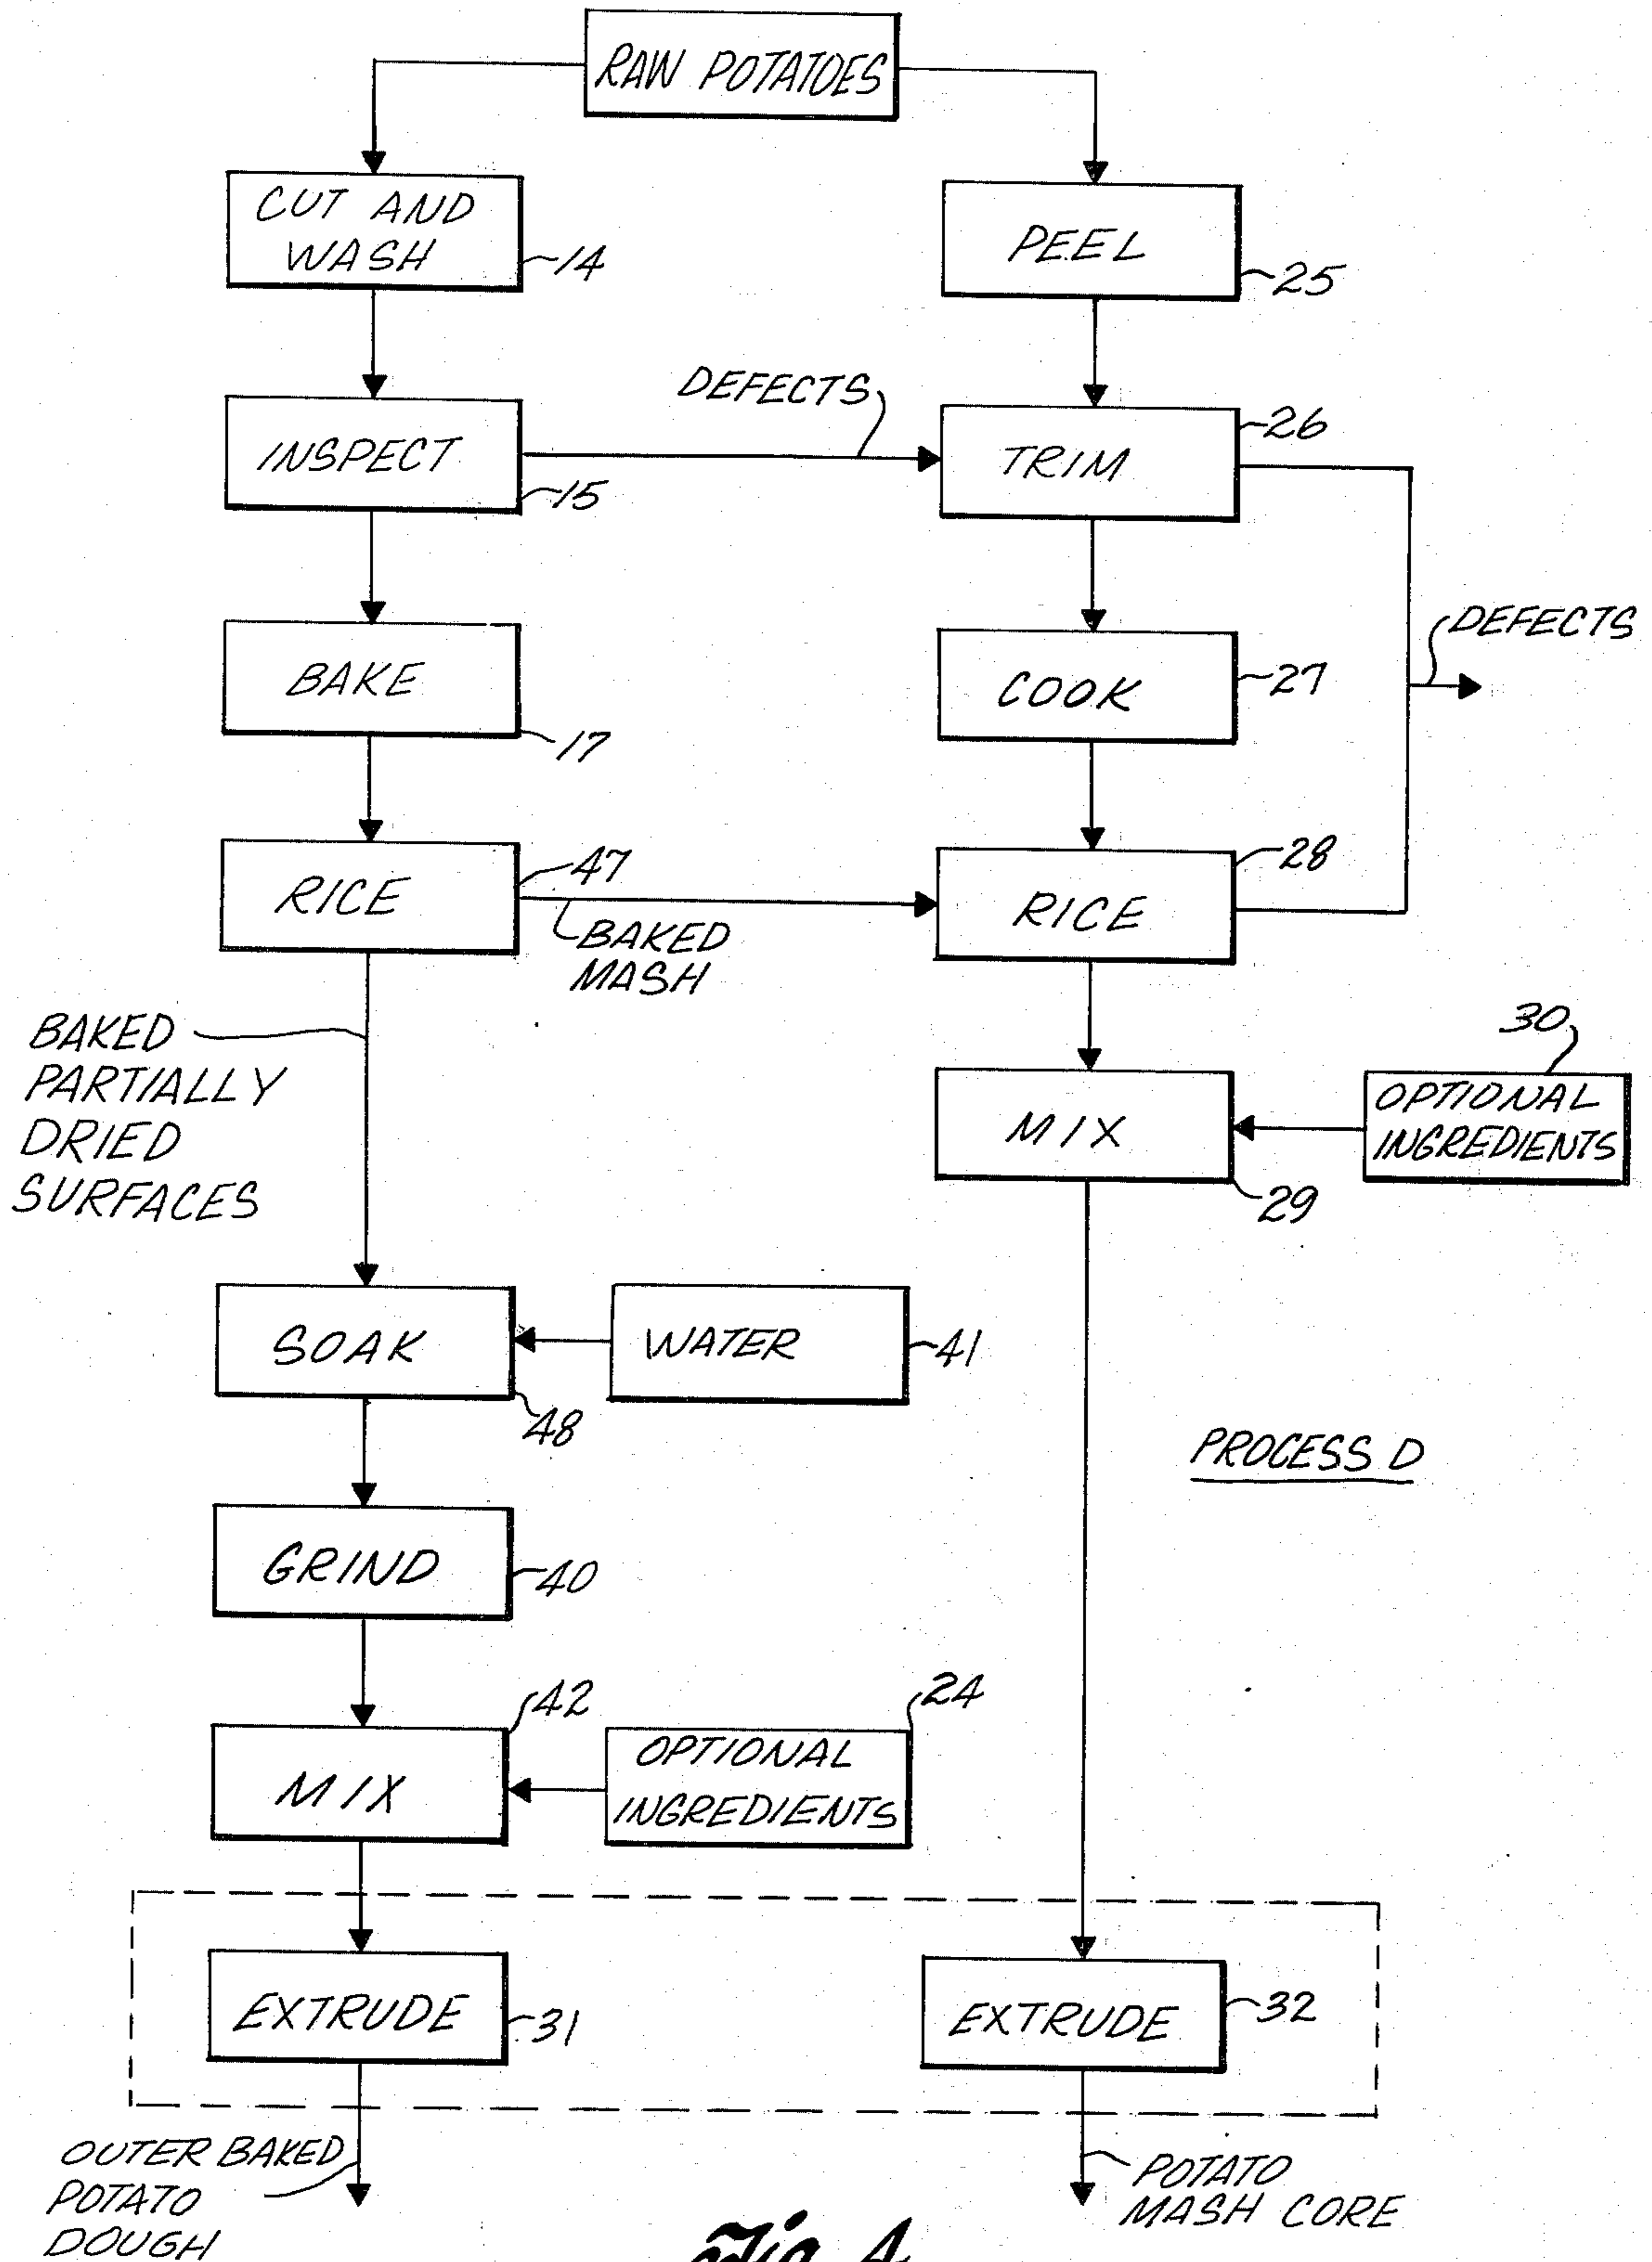 RAW POTATOES
CUT AND
WASH
14
PEEL
25
DEFECTS
INSPECT
15
TRIM
26
BAKE
17
COOK
27
DEFECTS
RICE
47
BAKED
MASH
RICE
28
BAKED
PARTIALLY
DRIED
SURFACES
MIX
29
30
OPTIONAL
INGREDIENTS
SOAK
48
WATER
41
PROCESS D
GRIND
40
MIX
42
24
OPTIONAL
INGREDIENTS
EXTRUDE
31
EXTRUDE
32
OUTER BAKED
POTATO
DOUGH
POTATO
MASH CORE
Fig. 4